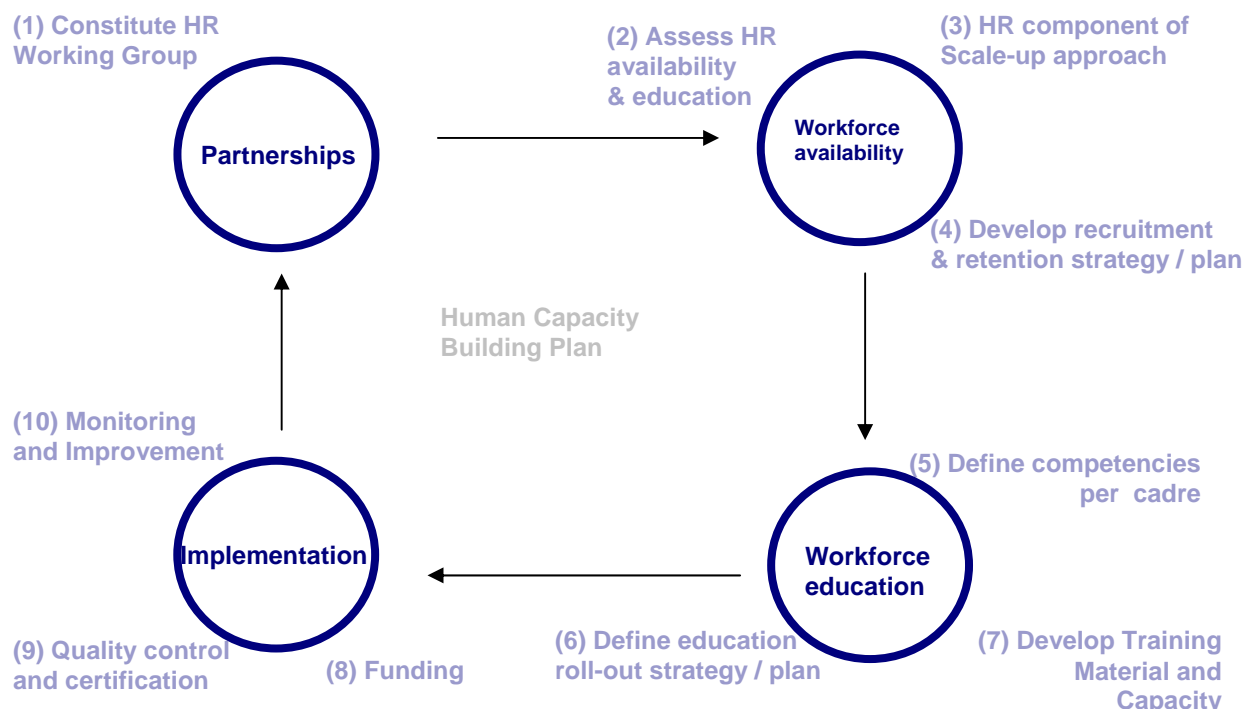 (1) Constitute HR
Working Group
(2) Assess HR
availability
& education
(3) HR component of
Scale-up approach
Partnerships
Workforce
availability
(4) Develop recruitment
& retention strategy / plan
Human Capacity
Building Plan
(10) Monitoring
and Improvement
(5) Define competencies
per cadre
Implementation
Workforce
education
(6) Define education
roll-out strategy / plan
(7) Develop Training
Material and
Capacity
(8) Funding
(9) Quality control
and certification